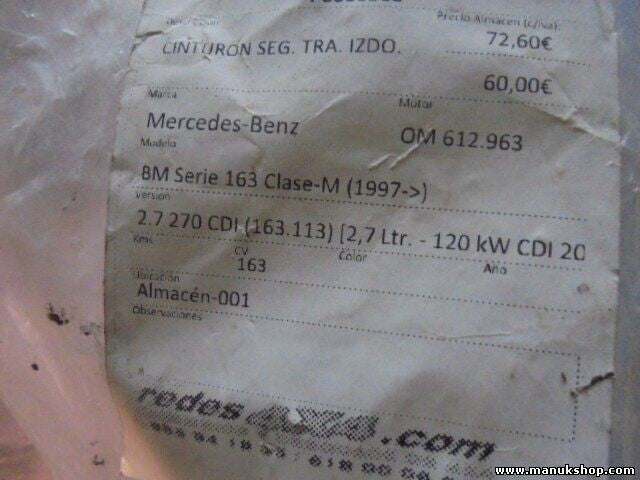 Descripción Precio Almacen (c/iva):
CINTURON SEG. TRA. IZDO. 72,60€
60,00€
Marca Motor
Mercedes-Benz OM 612.963
Modelo
BM Serie 163 Clase-M (1997->)
Version
2.7 270 CDI (163.113) [2,7 Ltr. - 120 kW CDI 20
Kms CV Color Año
163
Ubicación
Almacén-001
Observaciones
.com
www.manukshop.com